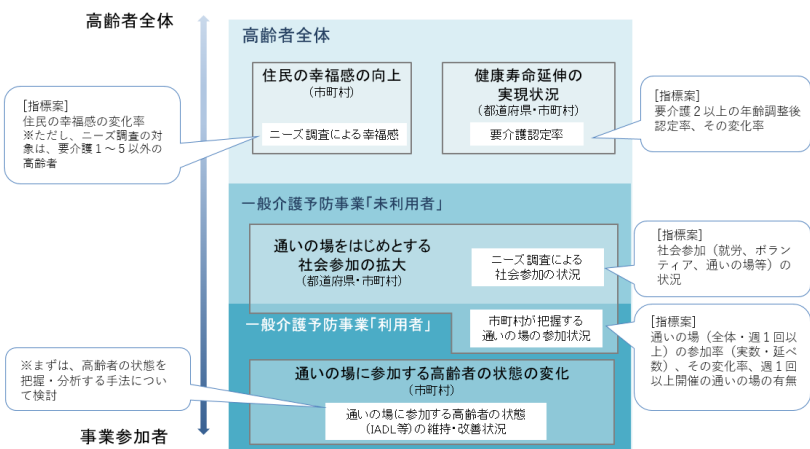 高齢者全体
高齢者全体
住民の幸福感の向上
(市町村)
ニーズ調査による幸福感
健康寿命延伸の
実現状況
(都道府県・市町村)
要介護認定率
[指標案]
住民の幸福感の変化率
※ただし、ニーズ調査の対
象は、要介護１～５以外の
高齢者
[指標案]
要介護２以上の年齢調整後
認定率、その変化率
一般介護予防事業「未利用者」
通いの場をはじめとする
社会参加の拡大
(都道府県・市町村)
ニーズ調査による
社会参加の状況
[指標案]
社会参加（就労、ボラン
ティア、通いの場等）の
状況
一般介護予防事業「利用者」
市町村が把握する
通いの場の参加状況
[指標案]
通いの場（全体・週１回以
上）の参加率（実数・延べ
数）、その変化率、週１回
以上開催の通いの場の有無
※まずは、高齢者の状態を
把握・分析する手法につい
て検討
通いの場に参加する高齢者の状態の変化
(市町村)
通いの場に参加する高齢者の状態
(IADL等)の維持・改善状況
事業参加者